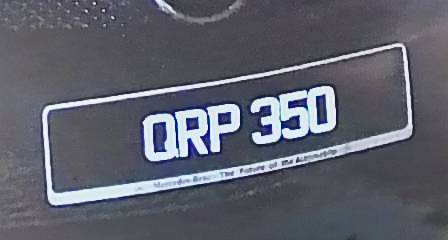 QRP 350
Mercedes-Benz The Future of the Automobile